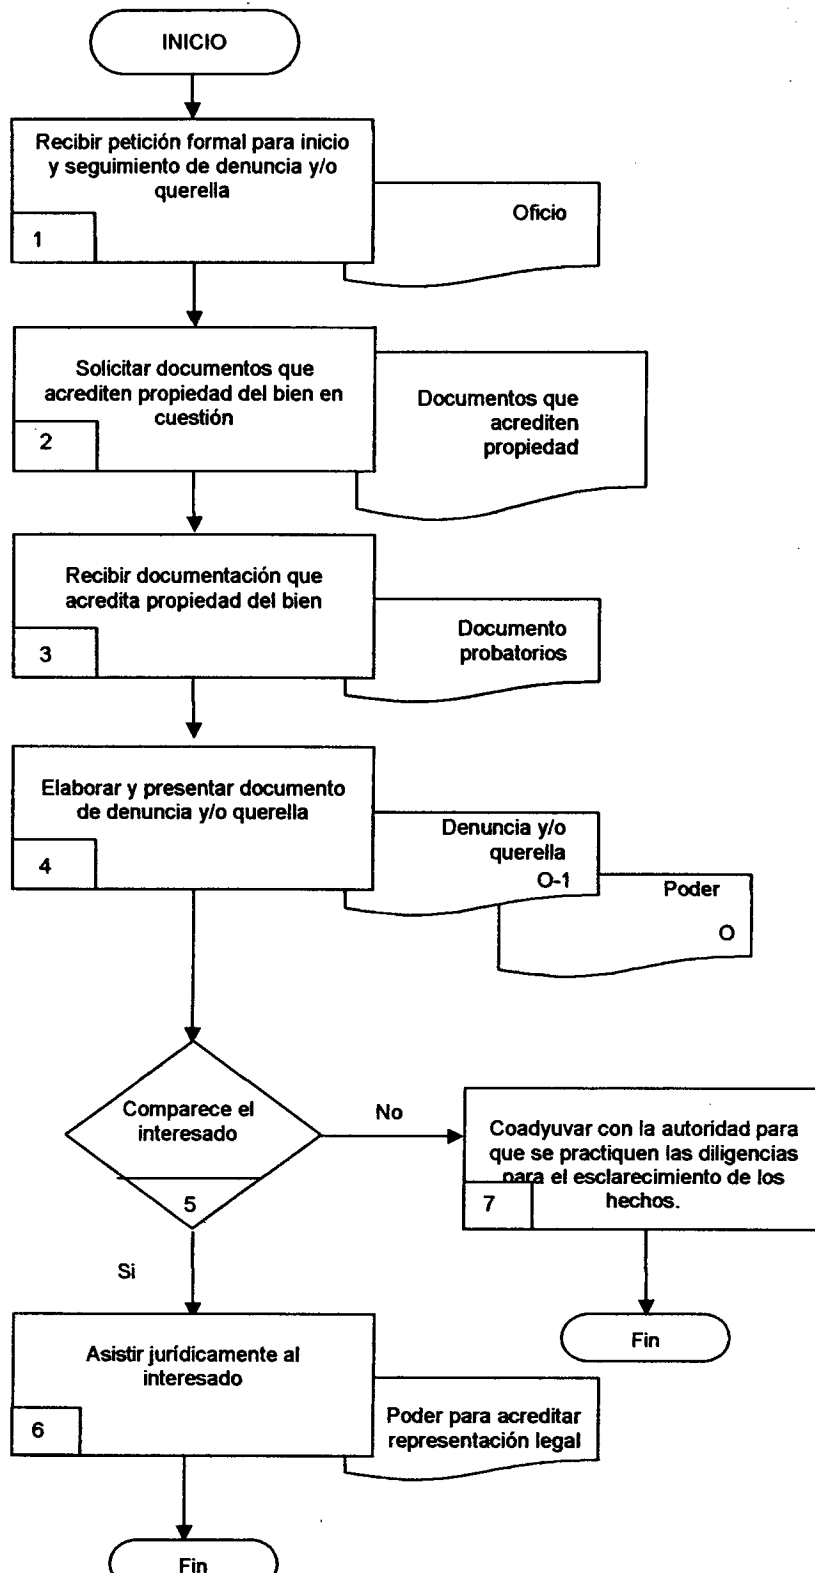 INICIO
Recibir petición formal para inicio
y seguimiento de denuncia y/o
querella
1
Oficio
Solicitar documentos que
acrediten propiedad del bien en
cuestión
2
Documentos que
acrediten
propiedad
Recibir documentación que
acredita propiedad del bien
3
Documento
probatorios
Elaborar y presentar documento
de denuncia y/o querella
4
Denuncia y/o
querella
O-1
Poder
O
Comparece el
interesado
5
No
Coadyuvar con la autoridad para
que se practiquen las diligencias
para el esclarecimiento de los
hechos.
7
Si
Fin
Asistir jurídicamente al
interesado
6
Poder para acreditar
representación legal
Fin